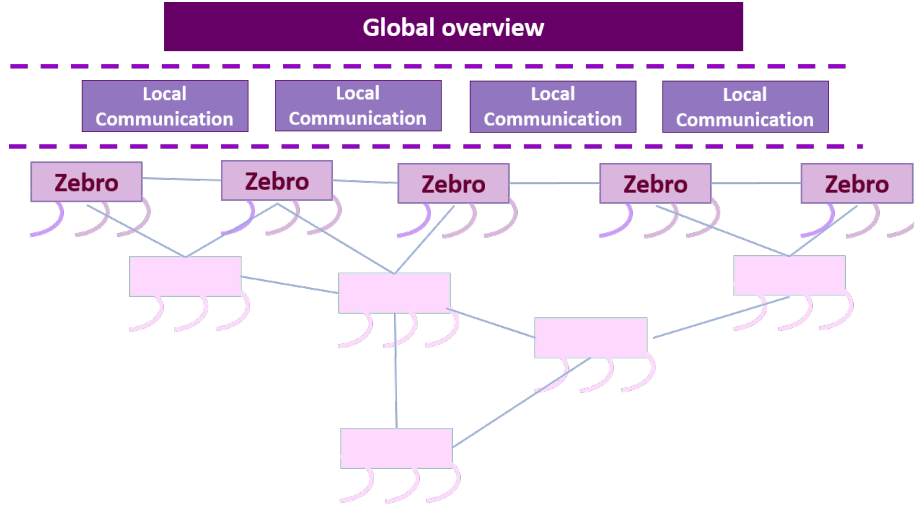 Global overview
Local
Communication
Local
Communication
Local
Communication
Local
Communication
Zebro
Zebro
Zebro
Zebro
Zebro